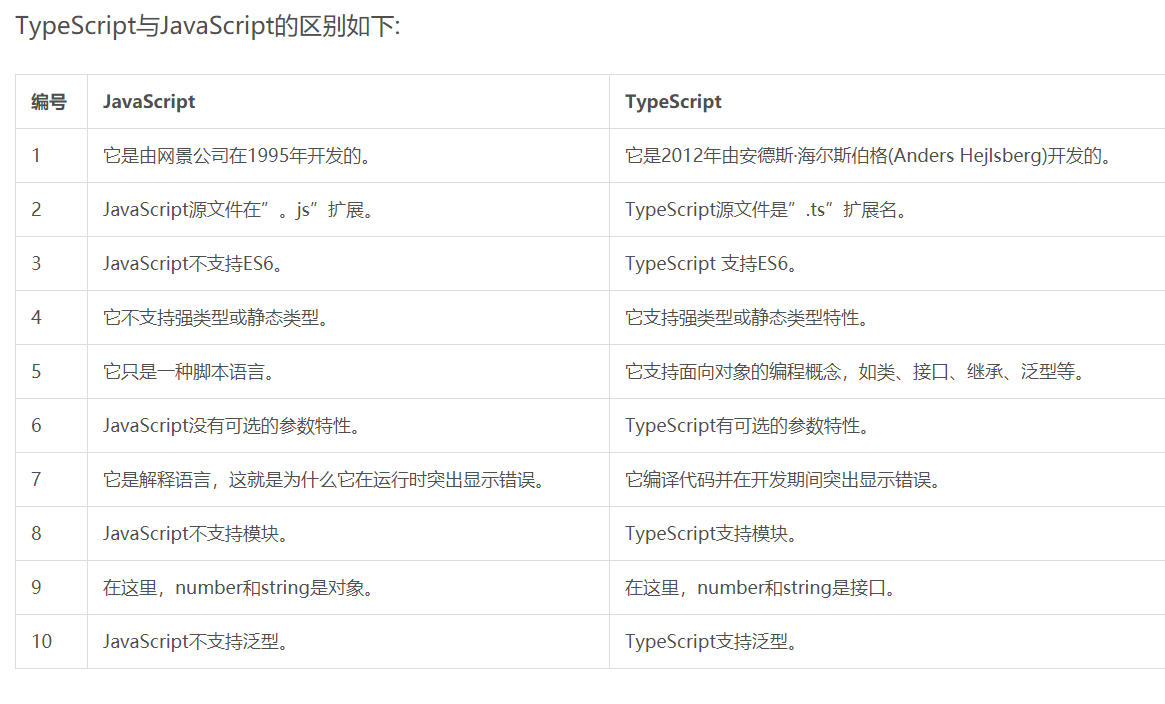 TypeScript与JavaScript的区别如下:
编号 JavaScript TypeScript
1 它是由网景公司在1995年开发的。 它是2012年由安德斯·海尔斯伯格(Anders Hejlsberg)开发的。
2 JavaScript源文件在”。js”扩展。 TypeScript源文件是”.ts”扩展名。
3 JavaScript不支持ES6。 TypeScript 支持ES6。
4 它不支持强类型或静态类型。 它支持强类型或静态类型特性。
5 它只是一种脚本语言。 它支持面向对象的编程概念，如类、接口、继承、泛型等。
6 JavaScript没有可选的参数特性。 TypeScript有可选的参数特性。
7 它是解释语言，这就是为什么它在运行时突出显示错误。 它编译代码并在开发期间突出显示错误。
8 JavaScript不支持模块。 TypeScript支持模块。
9 在这里，number和string是对象。 在这里，number和string是接口。
10 JavaScript不支持泛型。 TypeScript支持泛型。